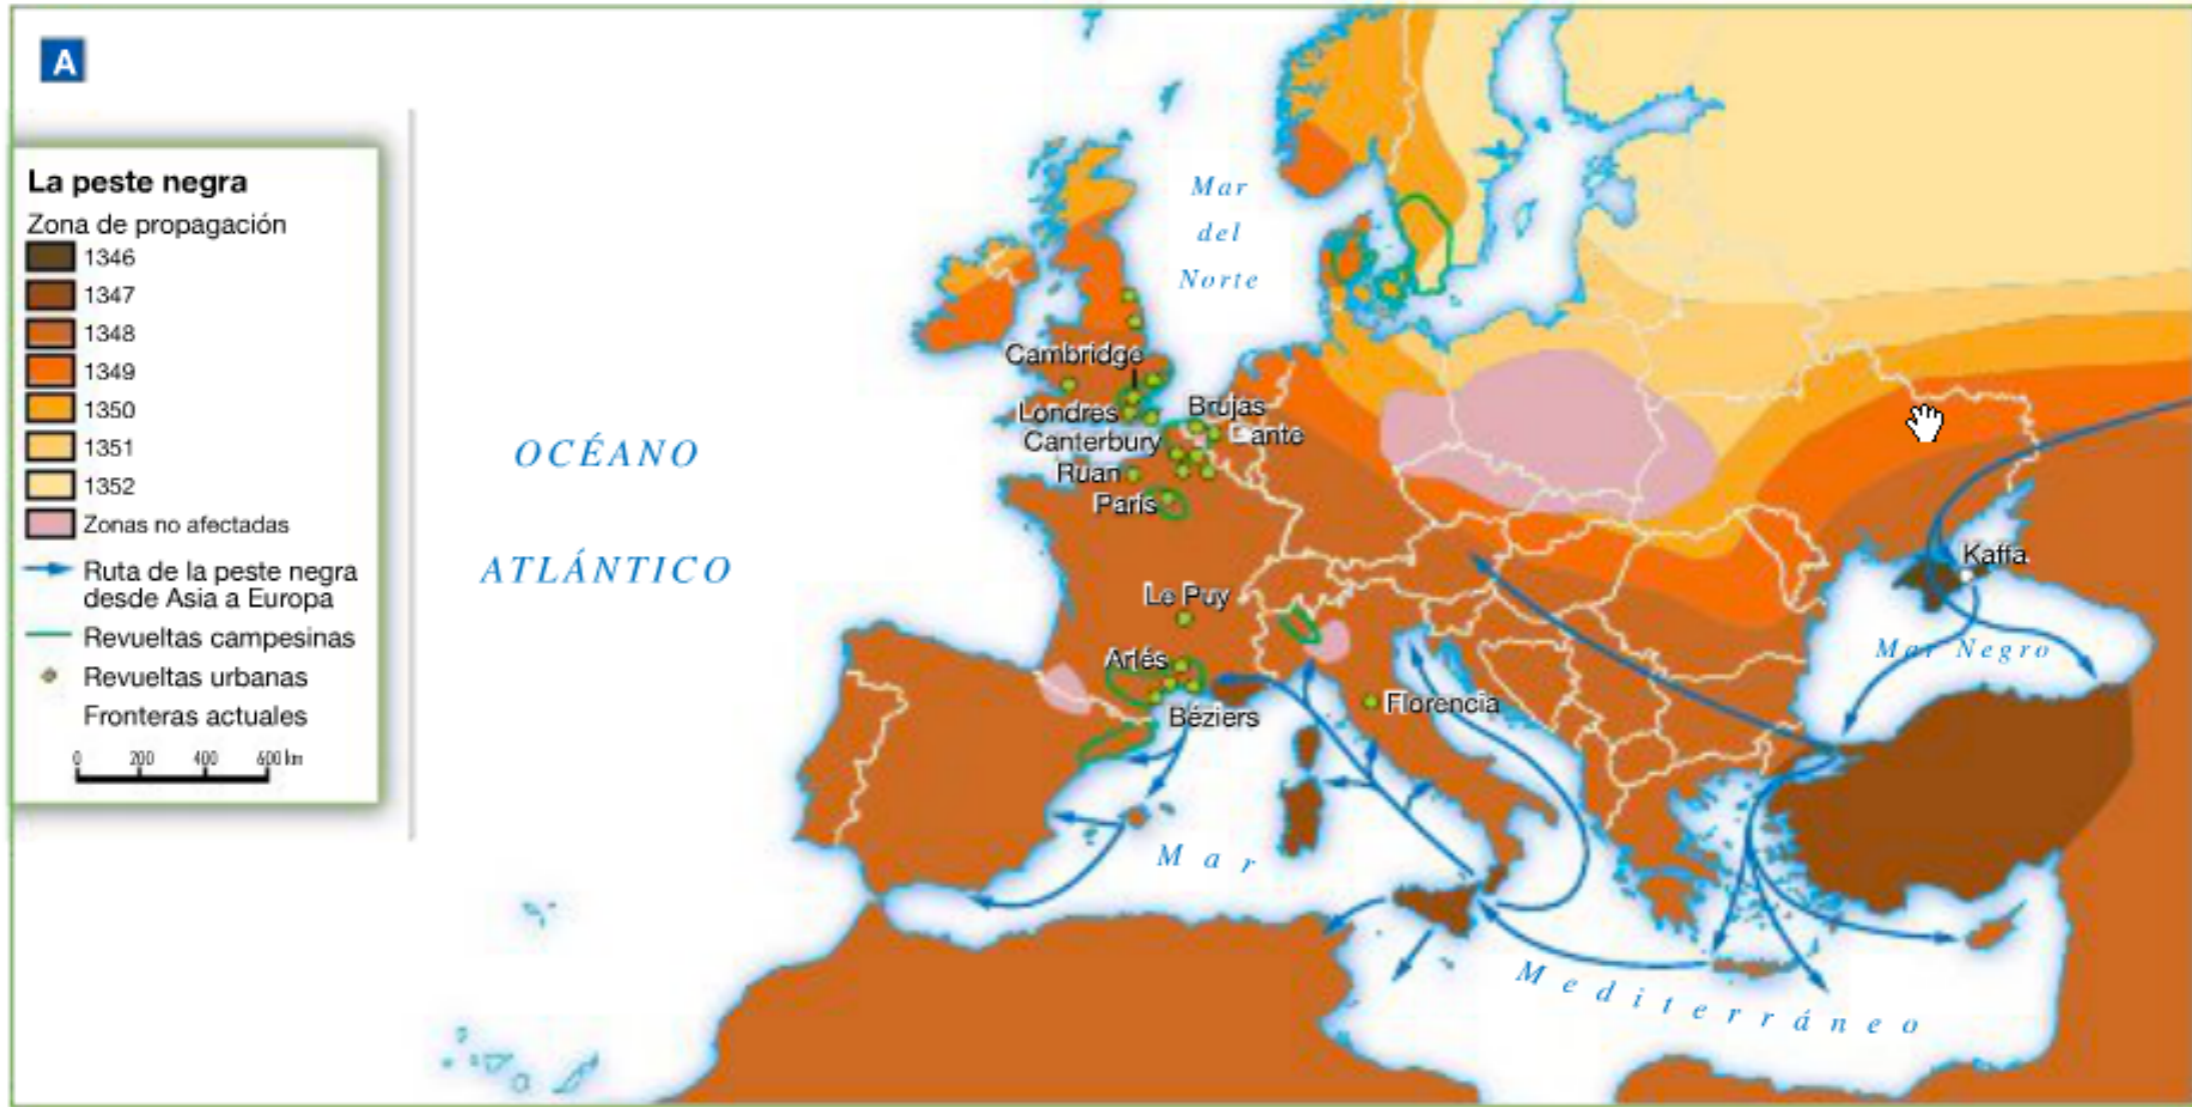 A
La peste negra
Zona de propagación
1346
1347
1348
1349
1350
1351
1352
Zonas no afectadas
Ruta de la peste negra
desde Asia a Europa
Revueltas campesinas
Revueltas urbanas
Fronteras actuales
0 200 400 600 km
Mar
del
Norte
OCÉANO
ATLÁNTICO
Cambridge
Londres
Canterbury
Brujas
Gante
Ruan
París
Le Puy
Arlés
Béziers
Florencia
Kaffa
Mar Negro
Mar
Mediterráneo